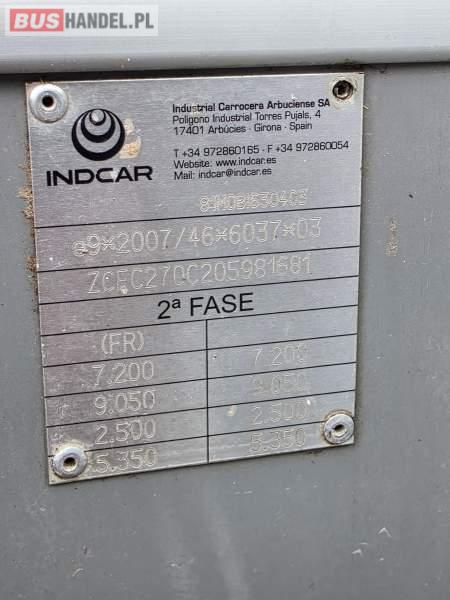 BUSHANDEL.PL
INDCAR
Industrial Carrocera Arbuciense SA
Poligono Industrial Torres Pujals, 4
17401 Arbúcies - Girona - Spain
T +34 972860165 - F +34 972860054
Website: www.indcar.es
Mail: indcar@indcar.es
e9*2007/46*6037*03
ZCFC270C205981681
2ª FASE
(FR)
7.200 7.200
9.050 9.050
2.500 2.500
5.350 5.350